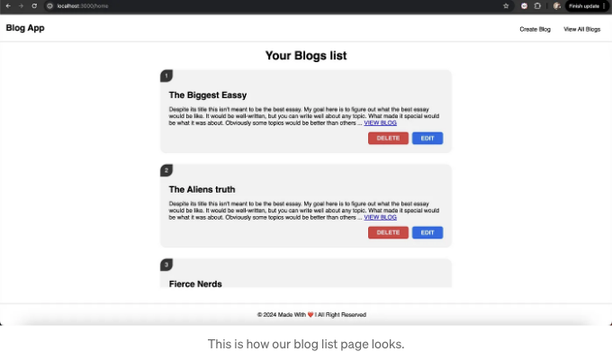 localhost:3000/home
Finish update
Blog App
Create Blog
View All Blogs
Your Blogs list
1
The Biggest Eassy
Despite its title this isn't meant to be the best essay. My goal here is to figure out what the best essay
would be like. It would be well-written, but you can write well about any topic. What made it special would
be what it was about. Obviously some topics would be better than others ... VIEW BLOG
DELETE
EDIT
2
The Aliens truth
Despite its title this isn't meant to be the best essay. My goal here is to figure out what the best essay
would be like. It would be well-written, but you can write well about any topic. What made it special would
be what it was about. Obviously some topics would be better than others ... VIEW BLOG
DELETE
EDIT
3
Fierce Nerds
© 2024 Made With ❤️ | All Right Reserved
This is how our blog list page looks.